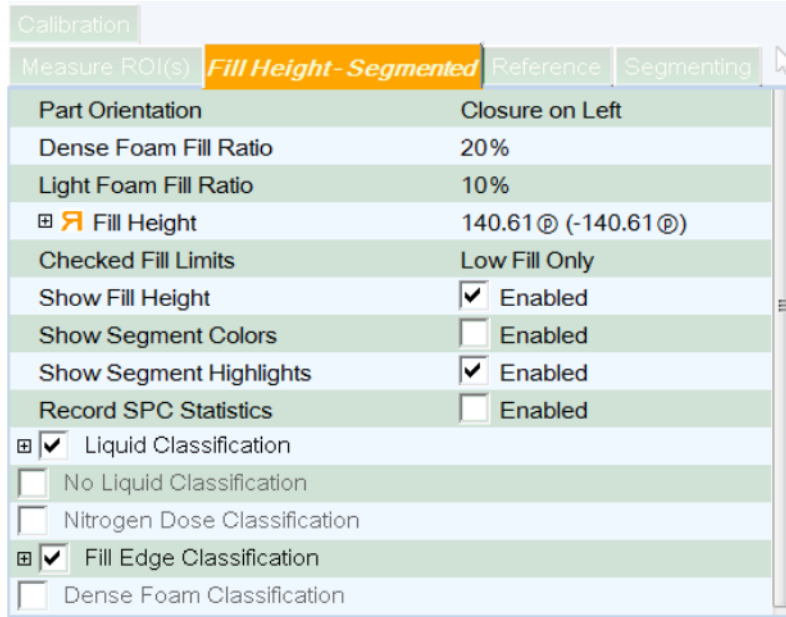 Calibration
Measure ROI(s) Fill Height-Segmented Reference Segmenting
Part Orientation Closure on Left
Dense Foam Fill Ratio 20%
Light Foam Fill Ratio 10%
Я Fill Height 140.61ⓟ (-140.61ⓟ)
Checked Fill Limits Low Fill Only
Show Fill Height Enabled
Show Segment Colors Enabled
Show Segment Highlights Enabled
Record SPC Statistics Enabled
Liquid Classification
No Liquid Classification
Nitrogen Dose Classification
Fill Edge Classification
Dense Foam Classification